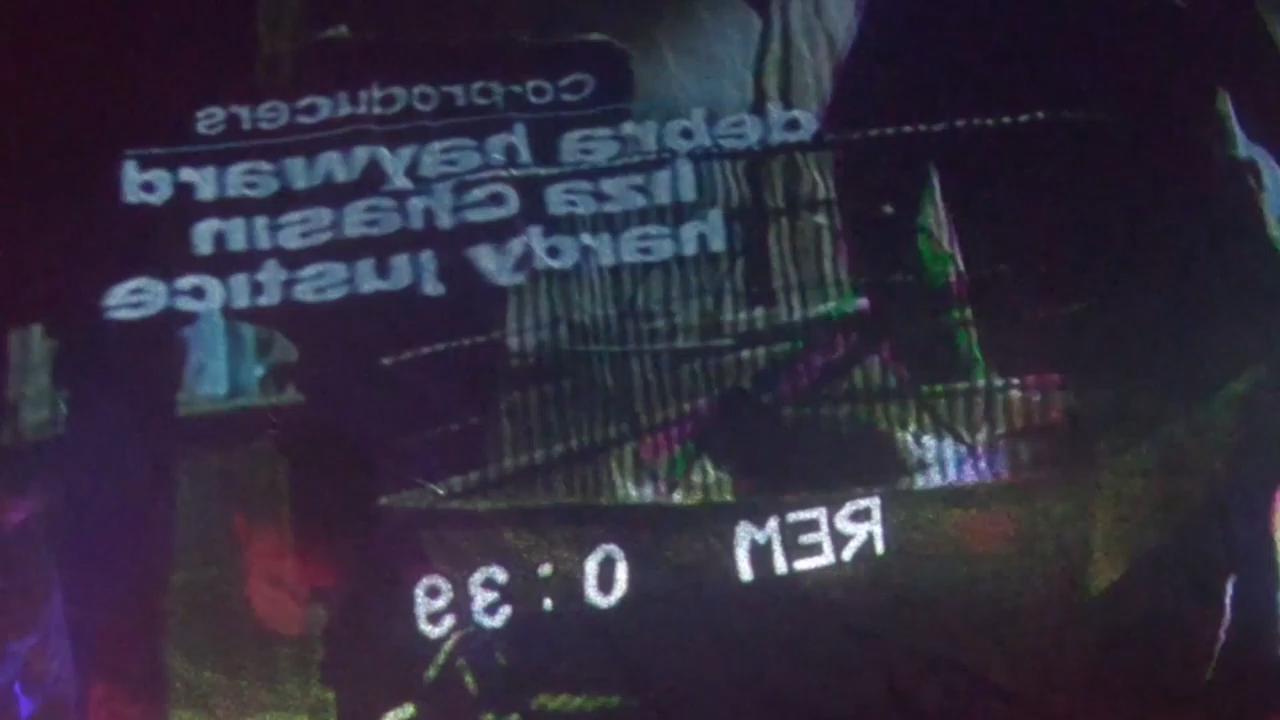 co-producers
debra hayward
liza chasin
hardy justice
REM 0:39